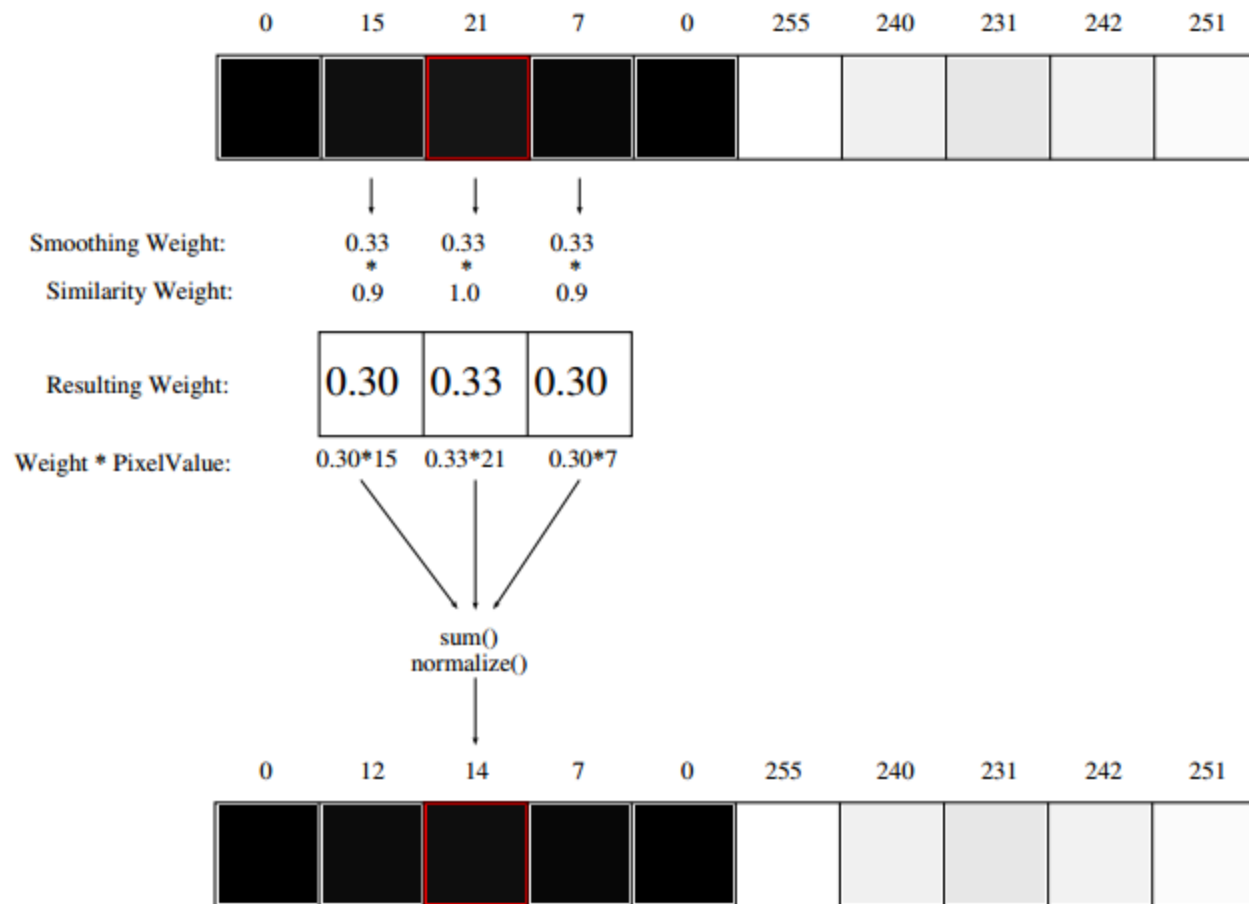 0 15 21 7 0 255 240 231 242 251
Smoothing Weight: 0.33 0.33 0.33
* * *
Similarity Weight: 0.9 1.0 0.9
Resulting Weight: 0.30 0.33 0.30
Weight * PixelValue: 0.30*15 0.33*21 0.30*7
sum()
normalize()
0 12 14 7 0 255 240 231 242 251